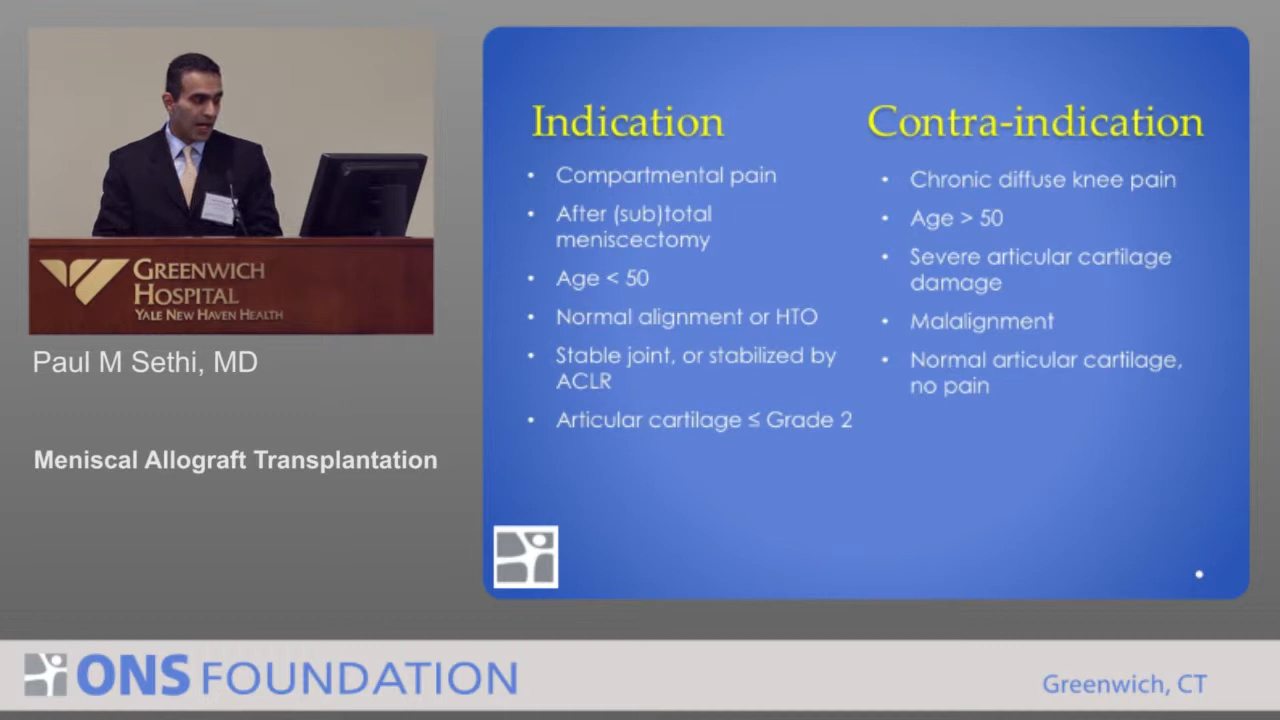 GREENWICH
HOSPITAL
YALE NEW HAVEN HEALTH
Paul M Sethi, MD
Meniscal Allograft Transplantation
Indication
• Compartmental pain
• After (sub)total
meniscectomy
• Age < 50
• Normal alignment or HTO
• Stable joint, or stabilized by
ACLR
• Articular cartilage ≤ Grade 2
Contra-indication
• Chronic diffuse knee pain
• Age > 50
• Severe articular cartilage
damage
• Malalignment
• Normal articular cartilage,
no pain
ONS FOUNDATION
Greenwich, CT